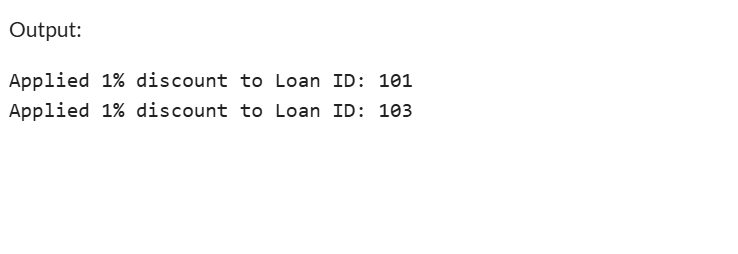 Output:
Applied 1% discount to Loan ID: 101
Applied 1% discount to Loan ID: 103